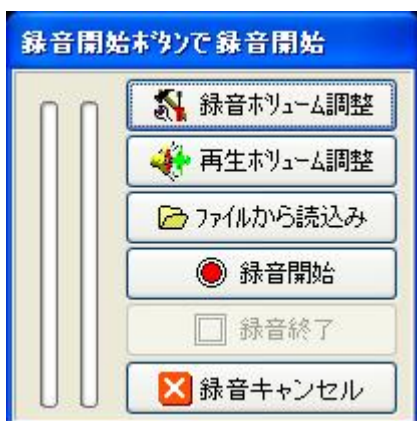 録音開始ﾎﾞﾀﾝで録音開始
録音ﾎﾞﾘｭｰﾑ調整
再生ﾎﾞﾘｭｰﾑ調整
ﾌｧｲﾙから読込み
録音開始
録音終了
録音キャンセル